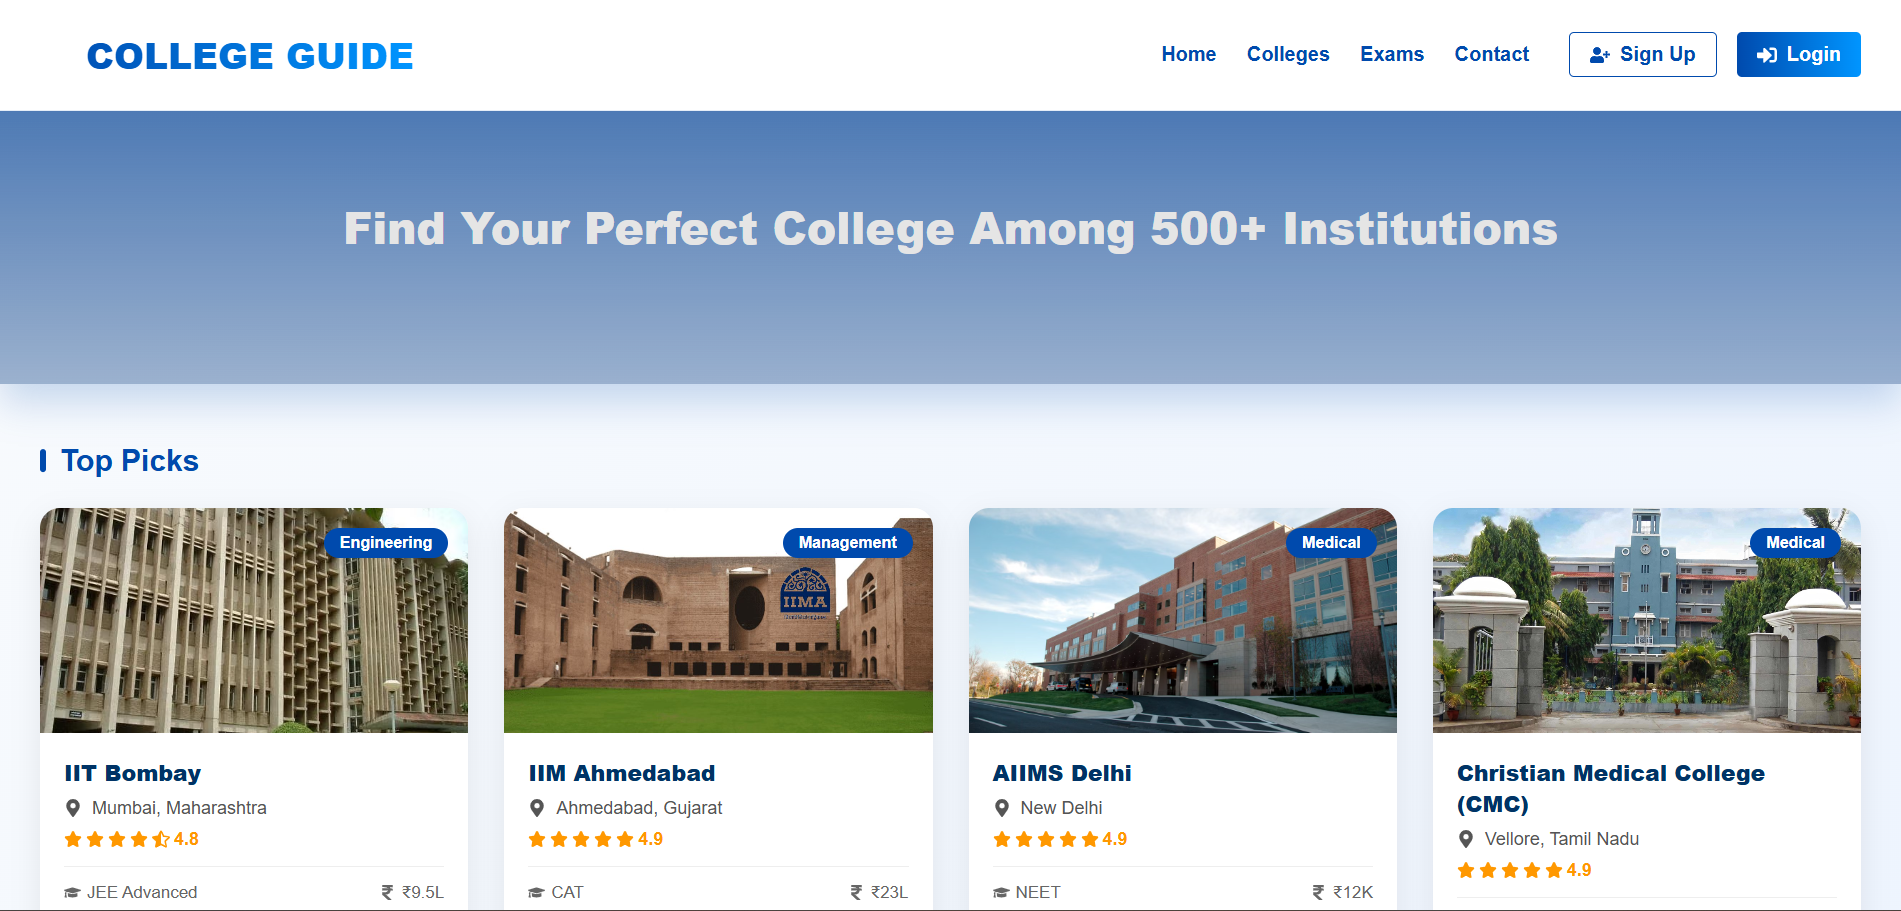 COLLEGE GUIDE
Home Colleges Exams Contact Sign Up Login
Find Your Perfect College Among 500+ Institutions
Top Picks
Engineering
Management
IIMA
Medical
Medical
IIT Bombay
Mumbai, Maharashtra
4.8
JEE Advanced ₹ ₹9.5L
IIM Ahmedabad
Ahmedabad, Gujarat
4.9
CAT ₹ ₹23L
AIIMS Delhi
New Delhi
4.9
NEET ₹ ₹12K
Christian Medical College
(CMC)
Vellore, Tamil Nadu
4.9